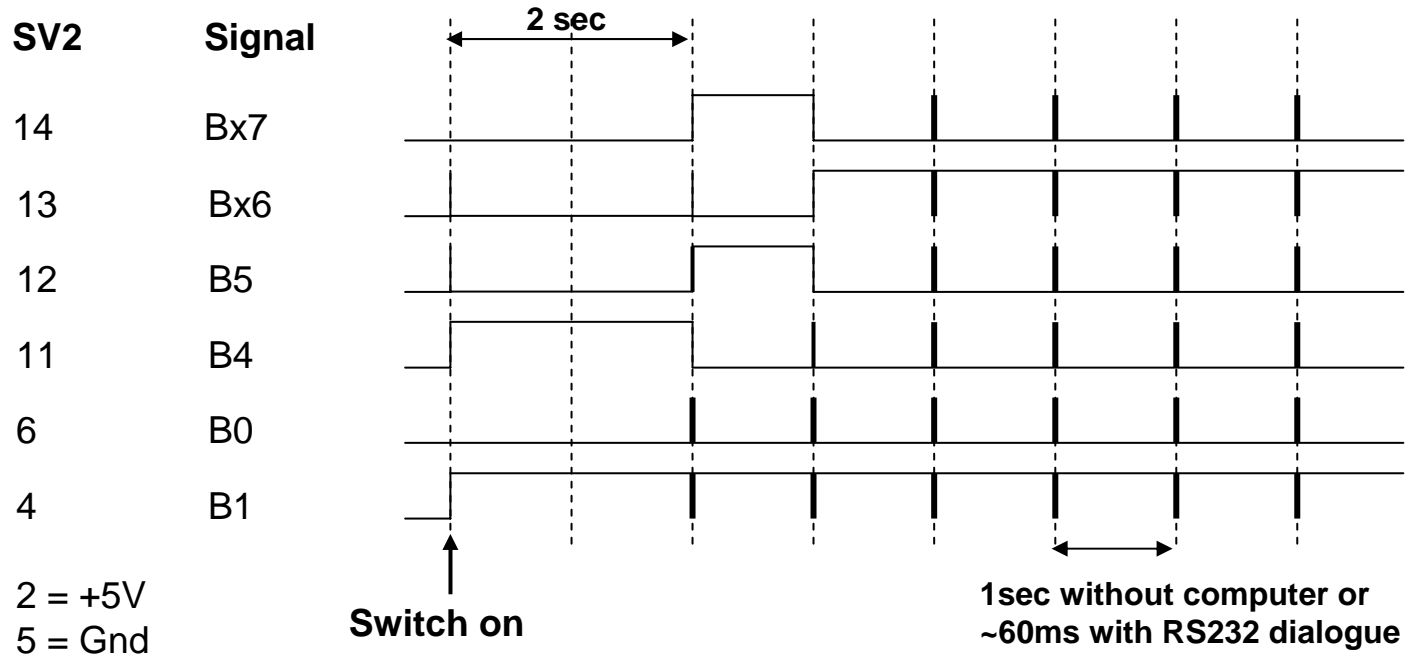 2 sec
SV2 Signal
14 Bx7
13 Bx6
12 B5
11 B4
6 B0
4 B1
2 = +5V
5 = Gnd
Switch on
1sec without computer or
~60ms with RS232 dialogue